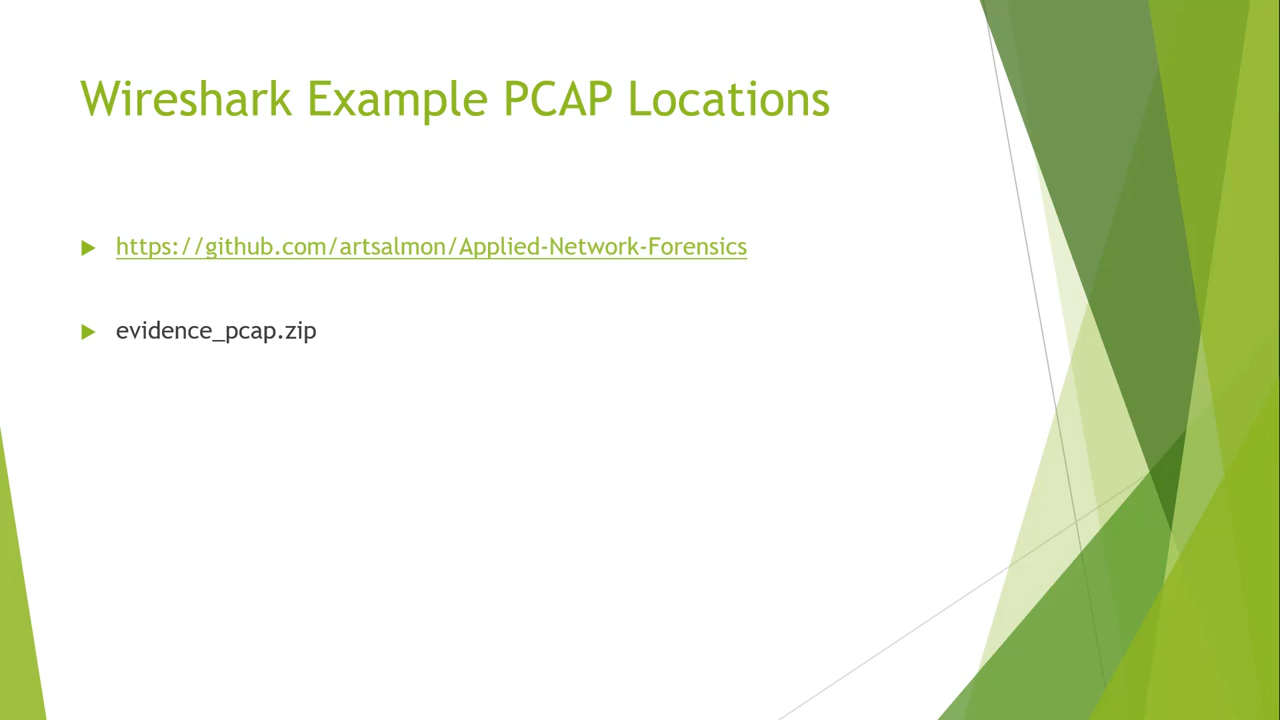 Wireshark Example PCAP Locations
https://github.com/artsalmon/Applied-Network-Forensics
evidence_pcap.zip